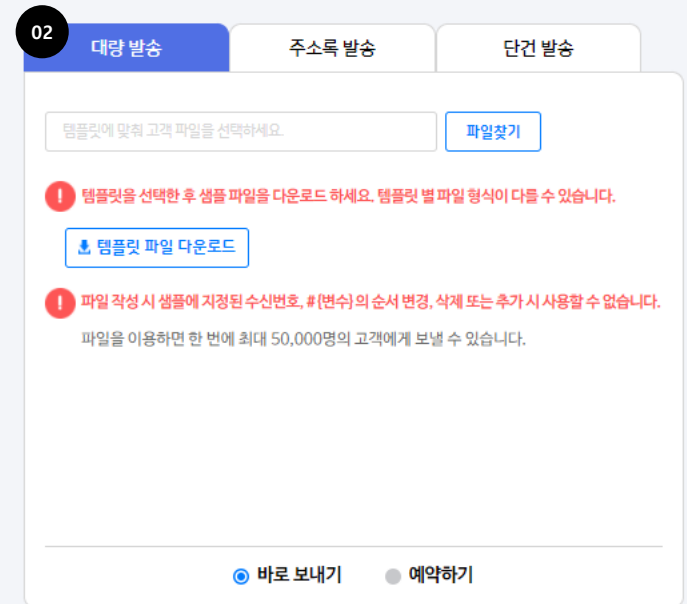 02
대량 발송 주소록 발송 단건 발송
템플릿에 맞춰 고객 파일을 선택하세요. 파일찾기
템플릿을 선택한 후 샘플 파일을 다운로드 하세요. 템플릿 별 파일 형식이 다를 수 있습니다.
템플릿 파일 다운로드
파일 작성 시 샘플에 지정된 수신번호, #{변수}의 순서 변경, 삭제 또는 추가 시 사용할 수 없습니다.
파일을 이용하면 한 번에 최대 50,000명의 고객에게 보낼 수 있습니다.
바로 보내기 예약하기